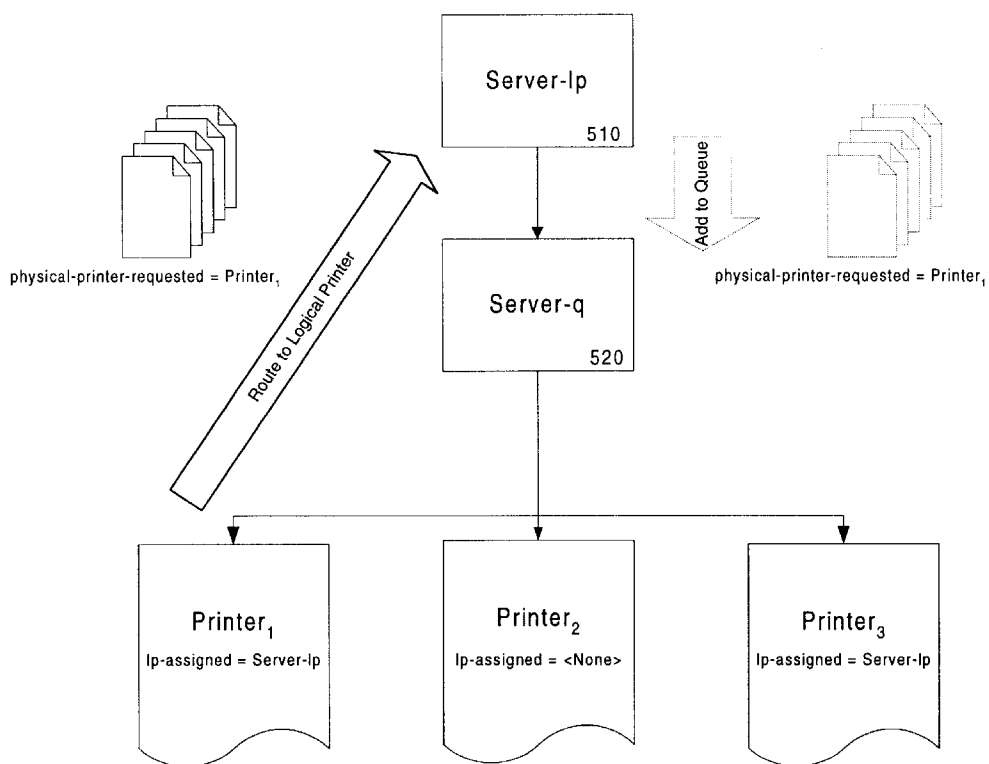 Server-lp
510
physical-printer-requested = Printer₁
Route to Logical Printer
Add to Queue
physical-printer-requested = Printer₁
Server-q
520
Printer₁
lp-assigned = Server-lp
Printer₂
lp-assigned = <None>
Printer₃
lp-assigned = Server-lp